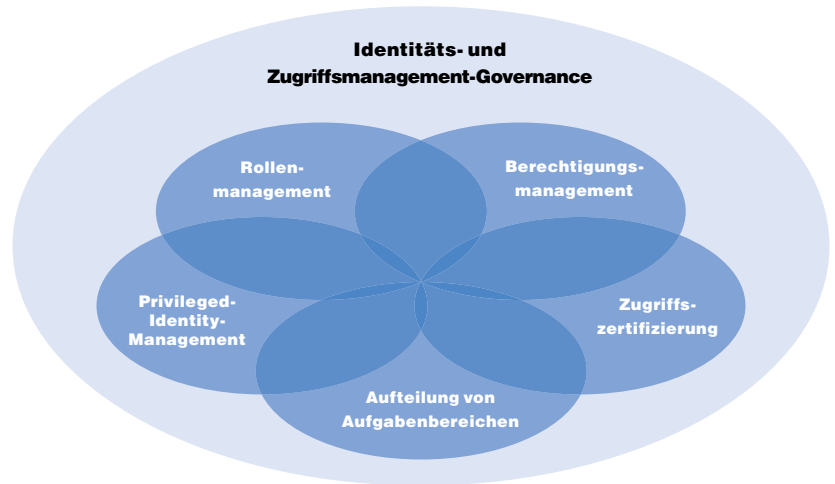 Identitäts- und
Zugriffsmanagement-Governance
Rollen-
management
Berechtigungs-
management
Privileged-
Identity-
Management
Zugriffs-
zertifizierung
Aufteilung von
Aufgabenbereichen